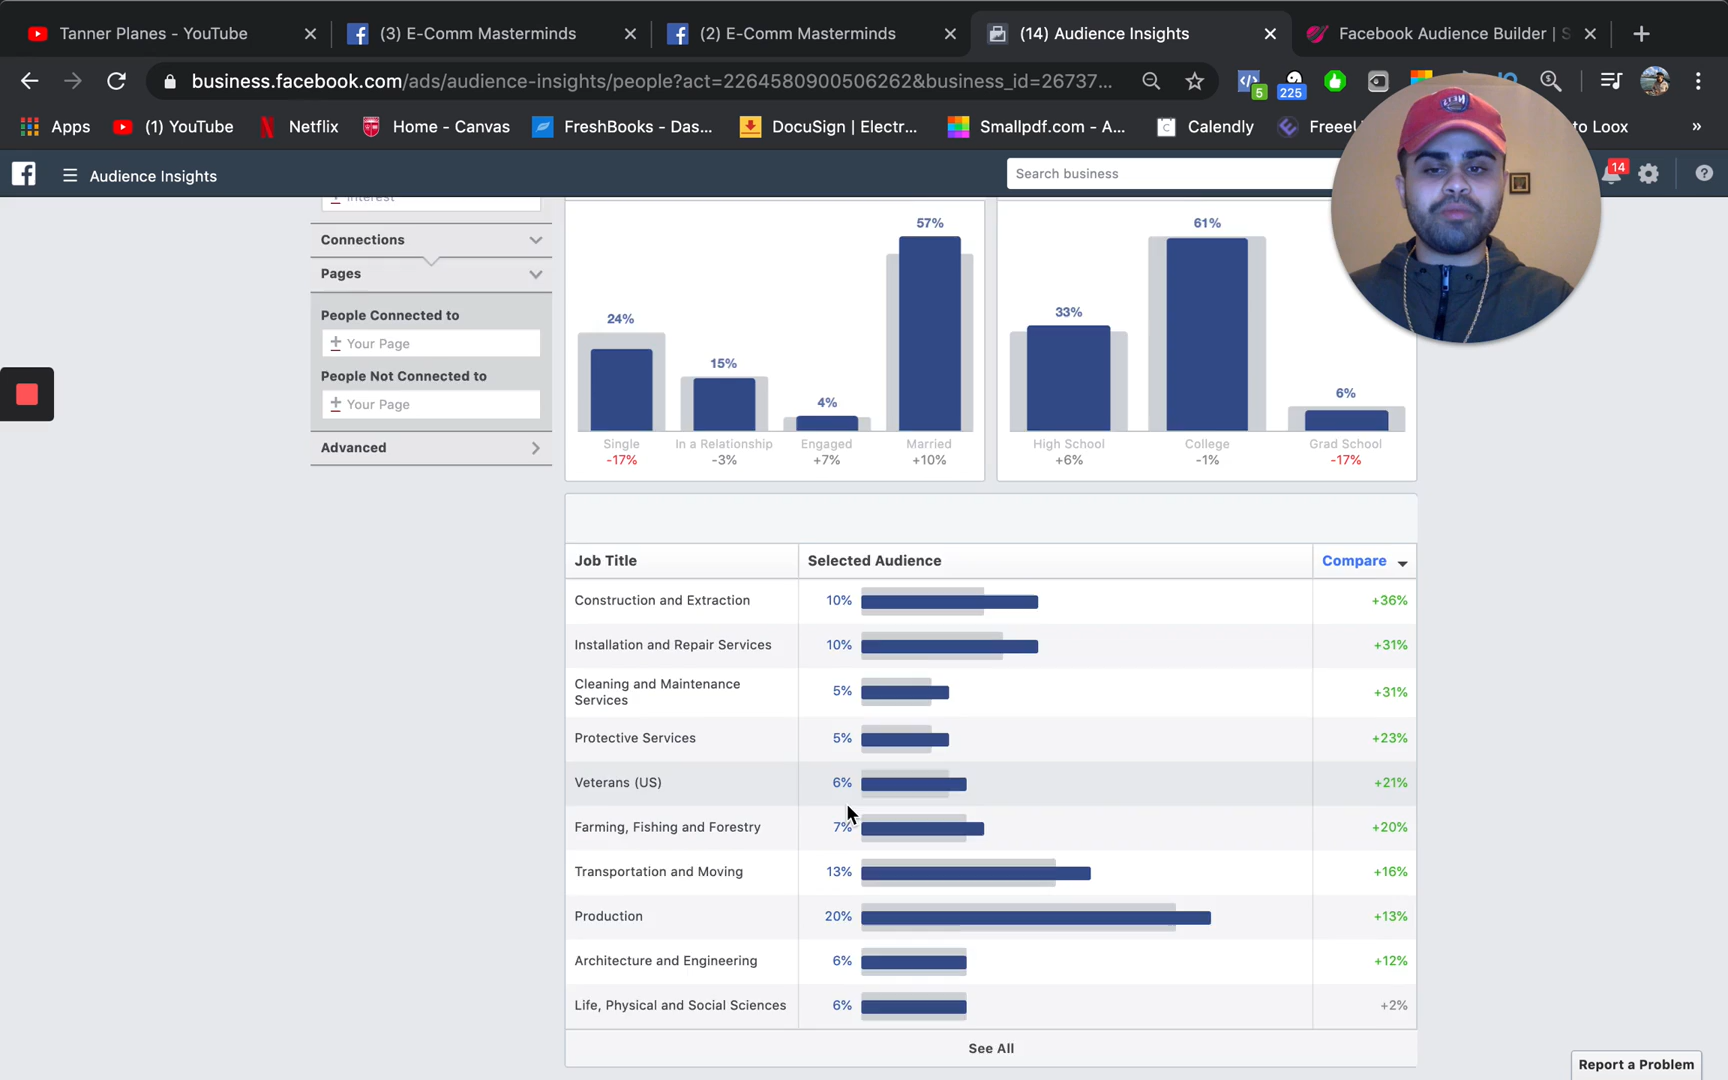 Tanner Planes - YouTube
(3) E-Comm Masterminds
(2) E-Comm Masterminds
(14) Audience Insights
Facebook Audience Builder | S
business.facebook.com/ads/audience-insights/people?act=2264580900506262&business_id=26737...
5
225
Apps
(1) YouTube
Netflix
Home - Canvas
FreshBooks - Das...
DocuSign | Electr...
Smallpdf.com - A...
Calendly
to Loox
»
Audience Insights
Search business
14
Interest
Connections
Pages
People Connected to
Your Page
People Not Connected to
Your Page
Advanced
24%
15%
4%
57%
Single
In a Relationship
Engaged
Married
-17%
-3%
+7%
+10%
33%
61%
6%
High School
College
Grad School
+6%
-1%
-17%
Job Title
Selected Audience
Compare
Construction and Extraction 10% +36%
Installation and Repair Services 10% +31%
Cleaning and Maintenance
Services 5% +31%
Protective Services 5% +23%
Veterans (US) 6% +21%
Farming, Fishing and Forestry 7% +20%
Transportation and Moving 13% +16%
Production 20% +13%
Architecture and Engineering 6% +12%
Life, Physical and Social Sciences 6% +2%
See All
Report a Problem